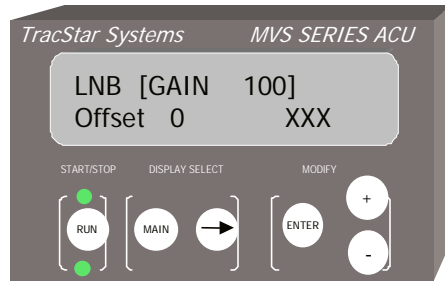 TracStar Systems MVS SERIES ACU
LNB [GAIN 100]
Offset 0 XXX
START/STOP DISPLAY SELECT MODIFY
RUN MAIN ENTER +
-